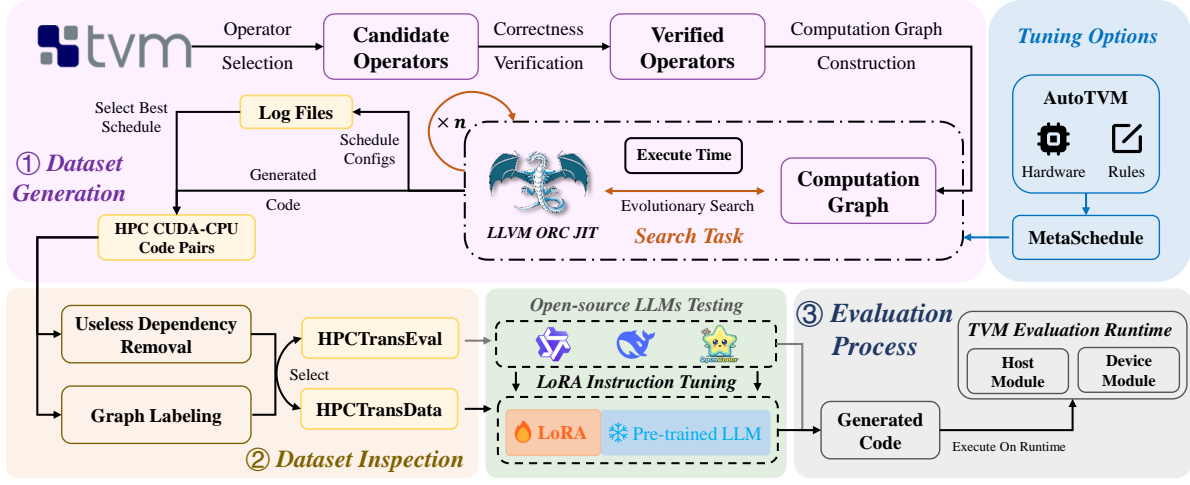 tvm
Operator
Selection
Candidate
Operators
Correctness
Verification
Verified
Operators
Computation Graph
Construction
Tuning Options
AutoTVM
Hardware
Rules
MetaSchedule
Select Best
Schedule
Log Files
× n
Schedule
Configs
① Dataset
Generation
Generated
Code
HPC CUDA-CPU
Code Pairs
Execute Time
Evolutionary Search
Computation
Graph
LLVM ORC JIT
Search Task
Useless Dependency
Removal
Graph Labeling
HPCTransEval
Select
HPCTransData
② Dataset Inspection
Open-source LLMs Testing
LoRA Instruction Tuning
LoRA
Pre-trained LLM
③ Evaluation
Process
TVM Evaluation Runtime
Host
Module
Device
Module
Generated
Code
Execute On Runtime